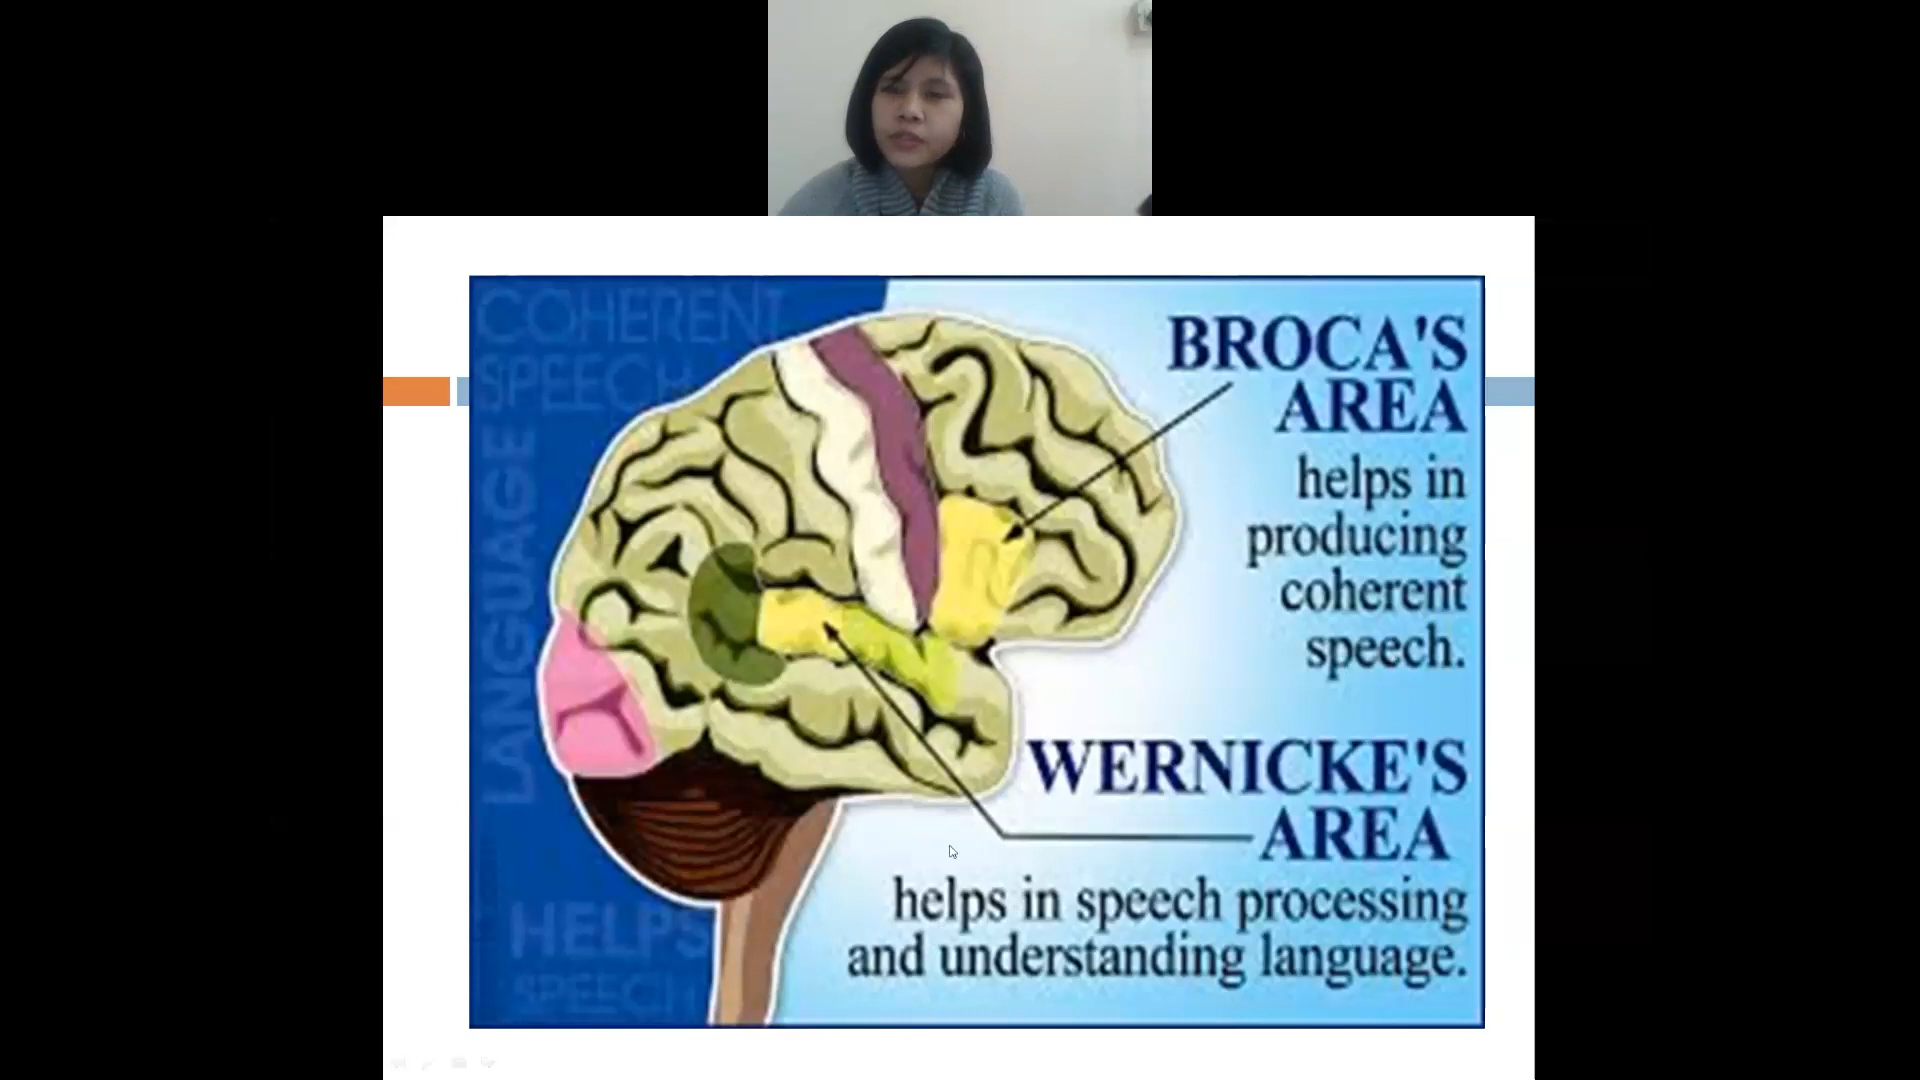 COHERENT
SPEECH
LANGUAGE
HELPS
SPEECH
BROCA'S
AREA
helps in
producing
coherent
speech.
WERNICKE'S
AREA
helps in speech processing
and understanding language.